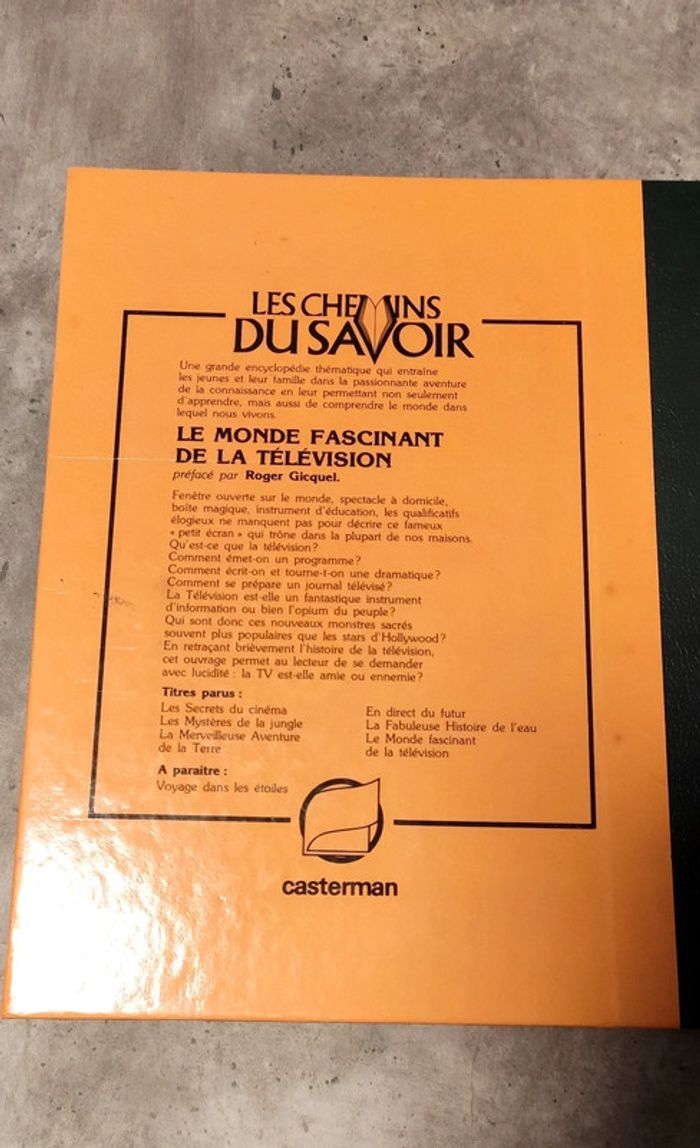 LES CHEMINS
DU SAVOIR
Une grande encyclopédie thématique qui entraîne
les jeunes et leur famille dans la passionnante aventure
de la connaissance en leur permettant non seulement
d'apprendre, mais aussi de comprendre le monde dans
lequel nous vivons.
LE MONDE FASCINANT
DE LA TÉLÉVISION
préfacé par Roger Gicquel.
Fenêtre ouverte sur le monde, spectacle à domicile,
boîte magique, instrument d'éducation, les qualificatifs
élogieux ne manquent pas pour décrire ce fameux
« petit écran » qui trône dans la plupart de nos maisons.
Qu'est-ce que la télévision?
Comment émet-on un programme?
Comment écrit-on et tourne-t-on une dramatique?
Comment se prépare un journal télévisé?
La Télévision est-elle un fantastique instrument
d'information ou bien l'opium du peuple?
Qui sont donc ces nouveaux monstres sacrés
souvent plus populaires que les stars d'Hollywood?
En retraçant brièvement l'histoire de la télévision,
cet ouvrage permet au lecteur de se demander
avec lucidité : la TV est-elle amie ou ennemie?
Titres parus :
Les Secrets du cinéma
Les Mystères de la jungle
La Merveilleuse Aventure
de la Terre
En direct du futur
La Fabuleuse Histoire de l'eau
Le Monde fascinant
de la télévision
A paraitre :
Voyage dans les étoiles
casterman